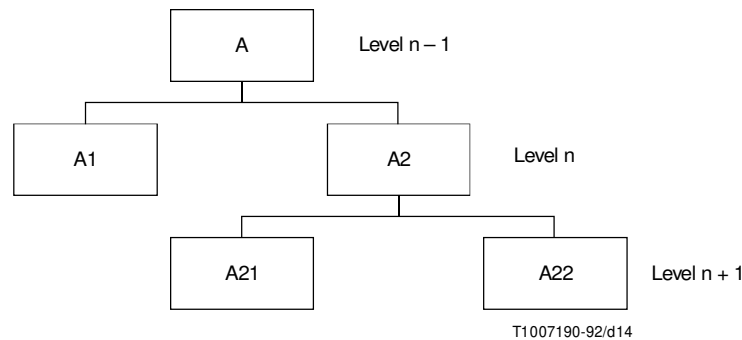 A
Level n – 1
A1
A2
Level n
A21
A22
Level n + 1
T1007190-92/d14